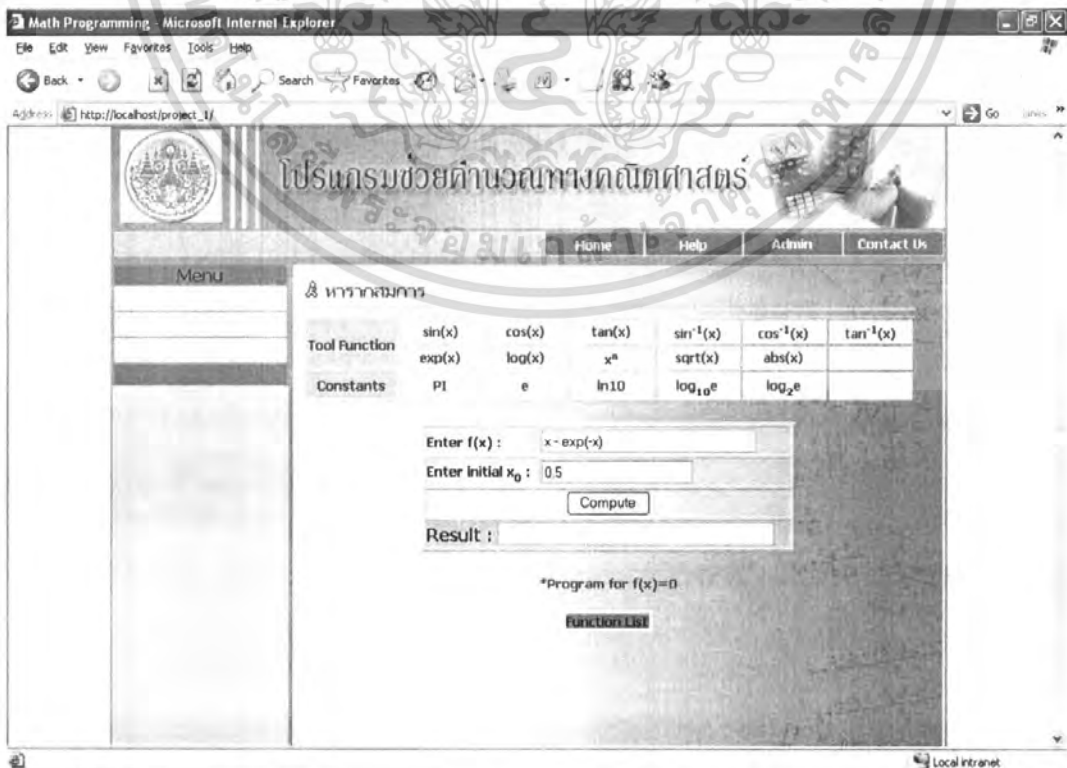 Math Programming - Microsoft Internet Explorer
File Edit View Favorites Tools Help
Back Search Favorites
Address http://localhost/project_1/ Go Links »
โปรแกรมช่วยคำนวณทางคณิตศาสตร์
Home Help Admin Contact Us
Menu
หารากสมการ
Tool Function sin(x) cos(x) tan(x) sin⁻¹(x) cos⁻¹(x) tan⁻¹(x)
exp(x) log(x) xⁿ sqrt(x) abs(x)
Constants PI e ln10 log₁₀e log₂e
Enter f(x) : x - exp(-x)
Enter initial x₀ : 0.5
Compute
Result :
*Program for f(x)=0
Function List
Local intranet